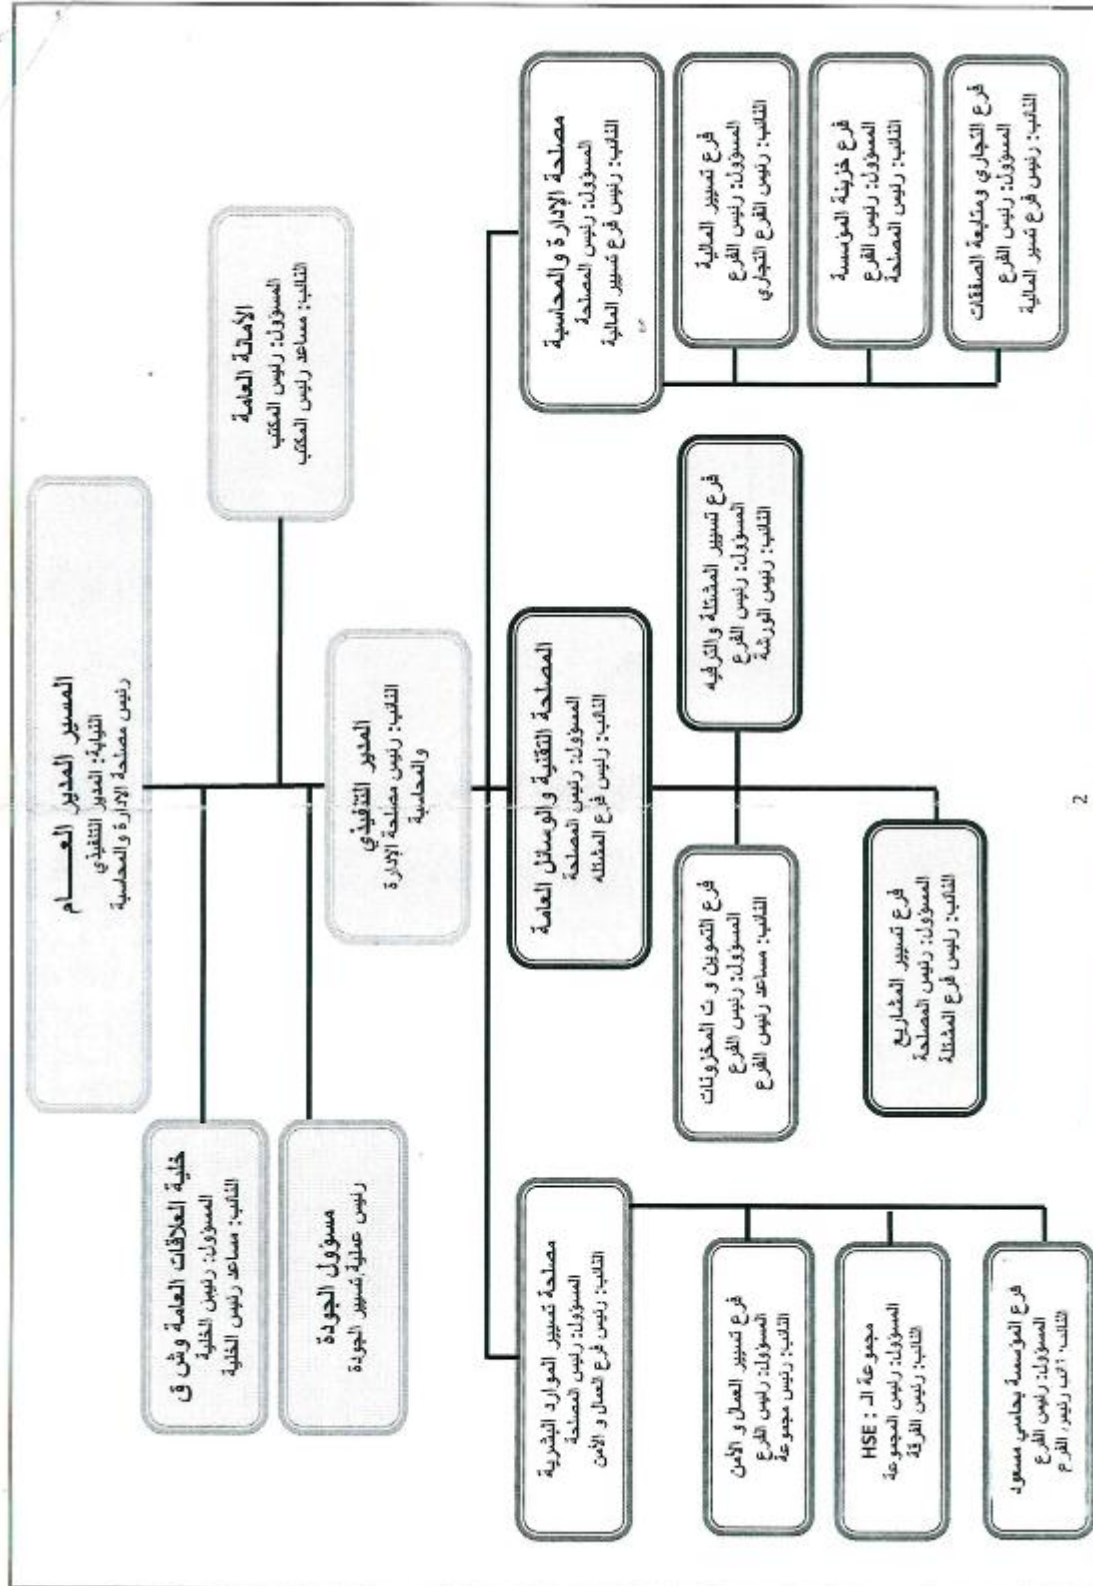 المسير المدير العـــــام
النيابة: المدير التنفيذي
رئيس مصلحة الإدارة والمحاسبة
الأمانة العامة
المسؤول: رئيس المكتب
النائب: مساعد رئيس المكتب
خلية العلاقات العامة وش ق
المسؤول: رئيس الخلية
النائب: مساعد رئيس الخلية
مسؤول الجودة
رئيس عملية تسيير الجودة
المدير التنفيذي
النائب: رئيس مصلحة الإدارة
والمحاسبة
مصلحة الإدارة والمحاسبة
المسؤول: رئيس المصلحة
النائب: رئيس فرع تسيير المالية
فرع تسيير المالية
المسؤول: رئيس الفرع
النائب: رئيس الفرع التجاري
فرع خزينة المؤسسة
المسؤول: رئيس الفرع
النائب: رئيس المصلحة
فرع التجاري ومتابعة الصفقات
المسؤول: رئيس الفرع
النائب: رئيس فرع تسير المالية
المصلحة التقنية والوسائل العامة
المسؤول: رئيس المصلحة
النائب: رئيس فرع المشتلة
فرع تسيير المشتلة والترفيه
المسؤول: رئيس الفرع
النائب: رئيس الورشة
فرع التموين و ت المخزونات
المسؤول: رئيس الفرع
النائب: مساعد رئيس الفرع
فرع تسيير المشاريع
المسؤول: رئيس المصلحة
النائب: رئيس فرع المشتلة
مصلحة تسيير الموارد البشرية
المسؤول: رئيس المصلحة
النائب: رئيس فرع العمال و الأمن
فرع تسيير العمال و الأمن
المسؤول: رئيس الفرع
النائب: رئيس مجموعة
مجموعة الـ : HSE
المسؤول: رئيس المجموعة
النائب: رئيس الفرقة
فرع المؤسسة بحاسي مسعود
المسؤول: رئيس الفرع
النائب: نائب رئيس الفرع
2